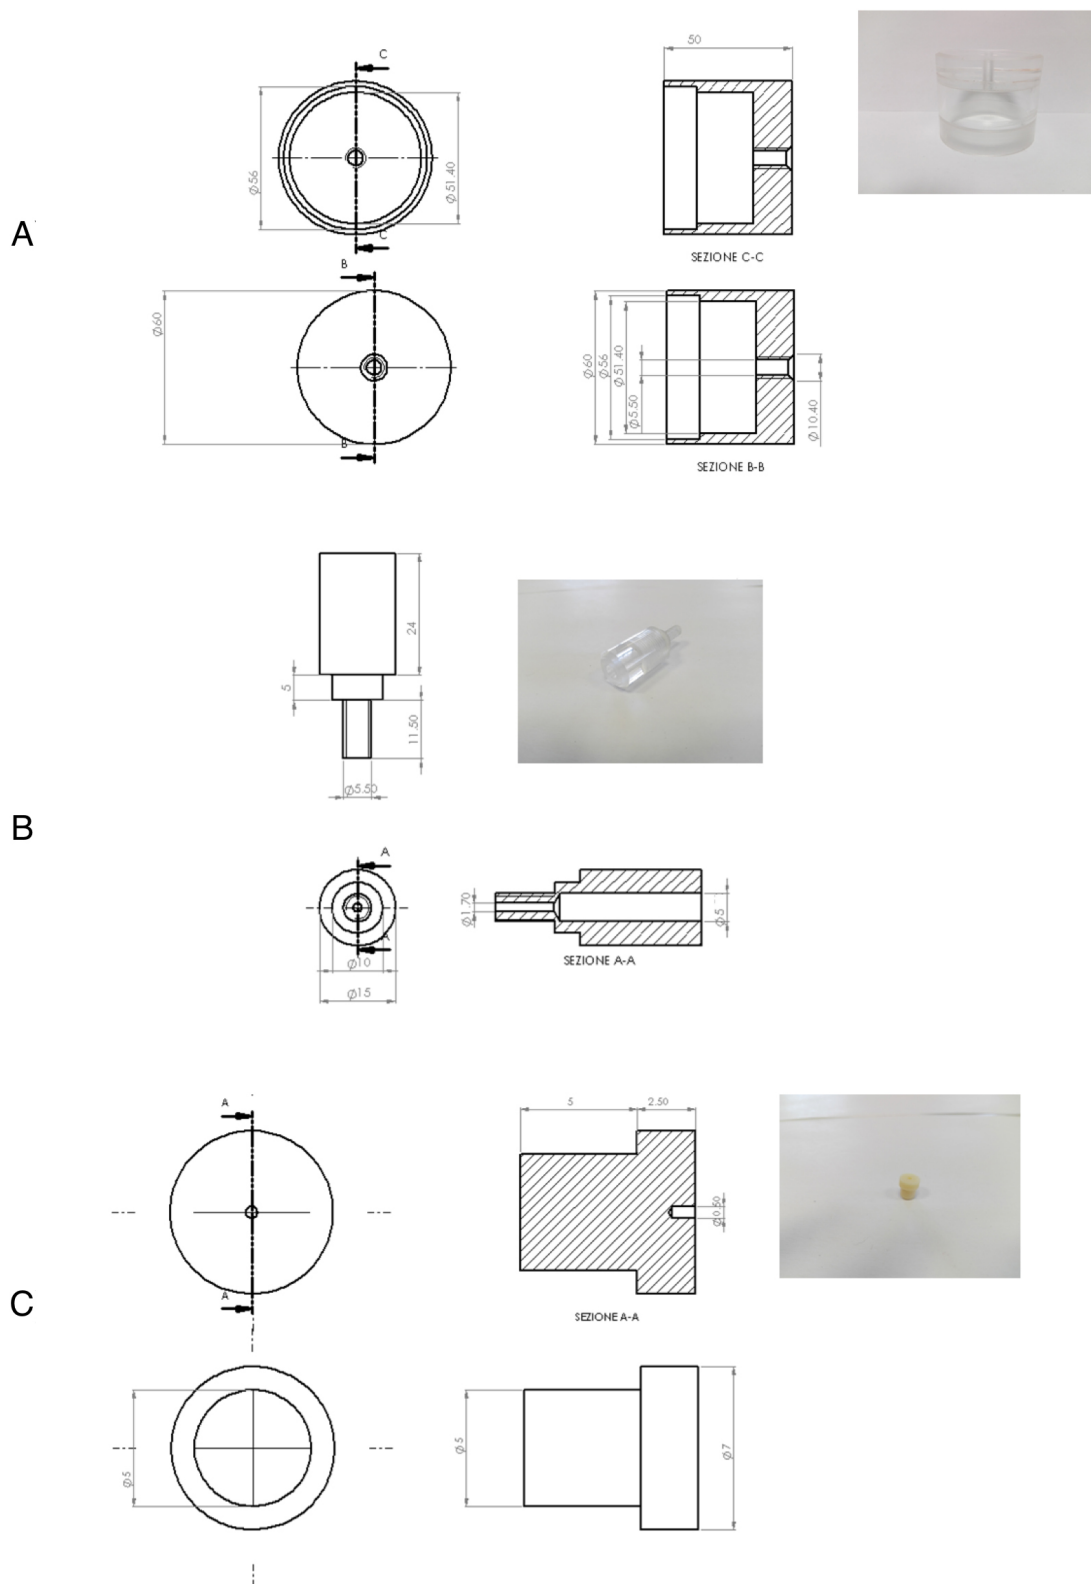 A
C
C
Ø56
Ø51.40
50
SEZIONE C-C
B
B
Ø60
Ø60
Ø56
Ø51.40
Ø5.50
Ø10.40
SEZIONE B-B
B
24
5
11.50
Ø5.50
A
A
Ø10
Ø15
Ø1.70
Ø5
SEZIONE A-A
C
A
A
5
2.50
Ø0.50
SEZIONE A-A
Ø5
Ø5
Ø7